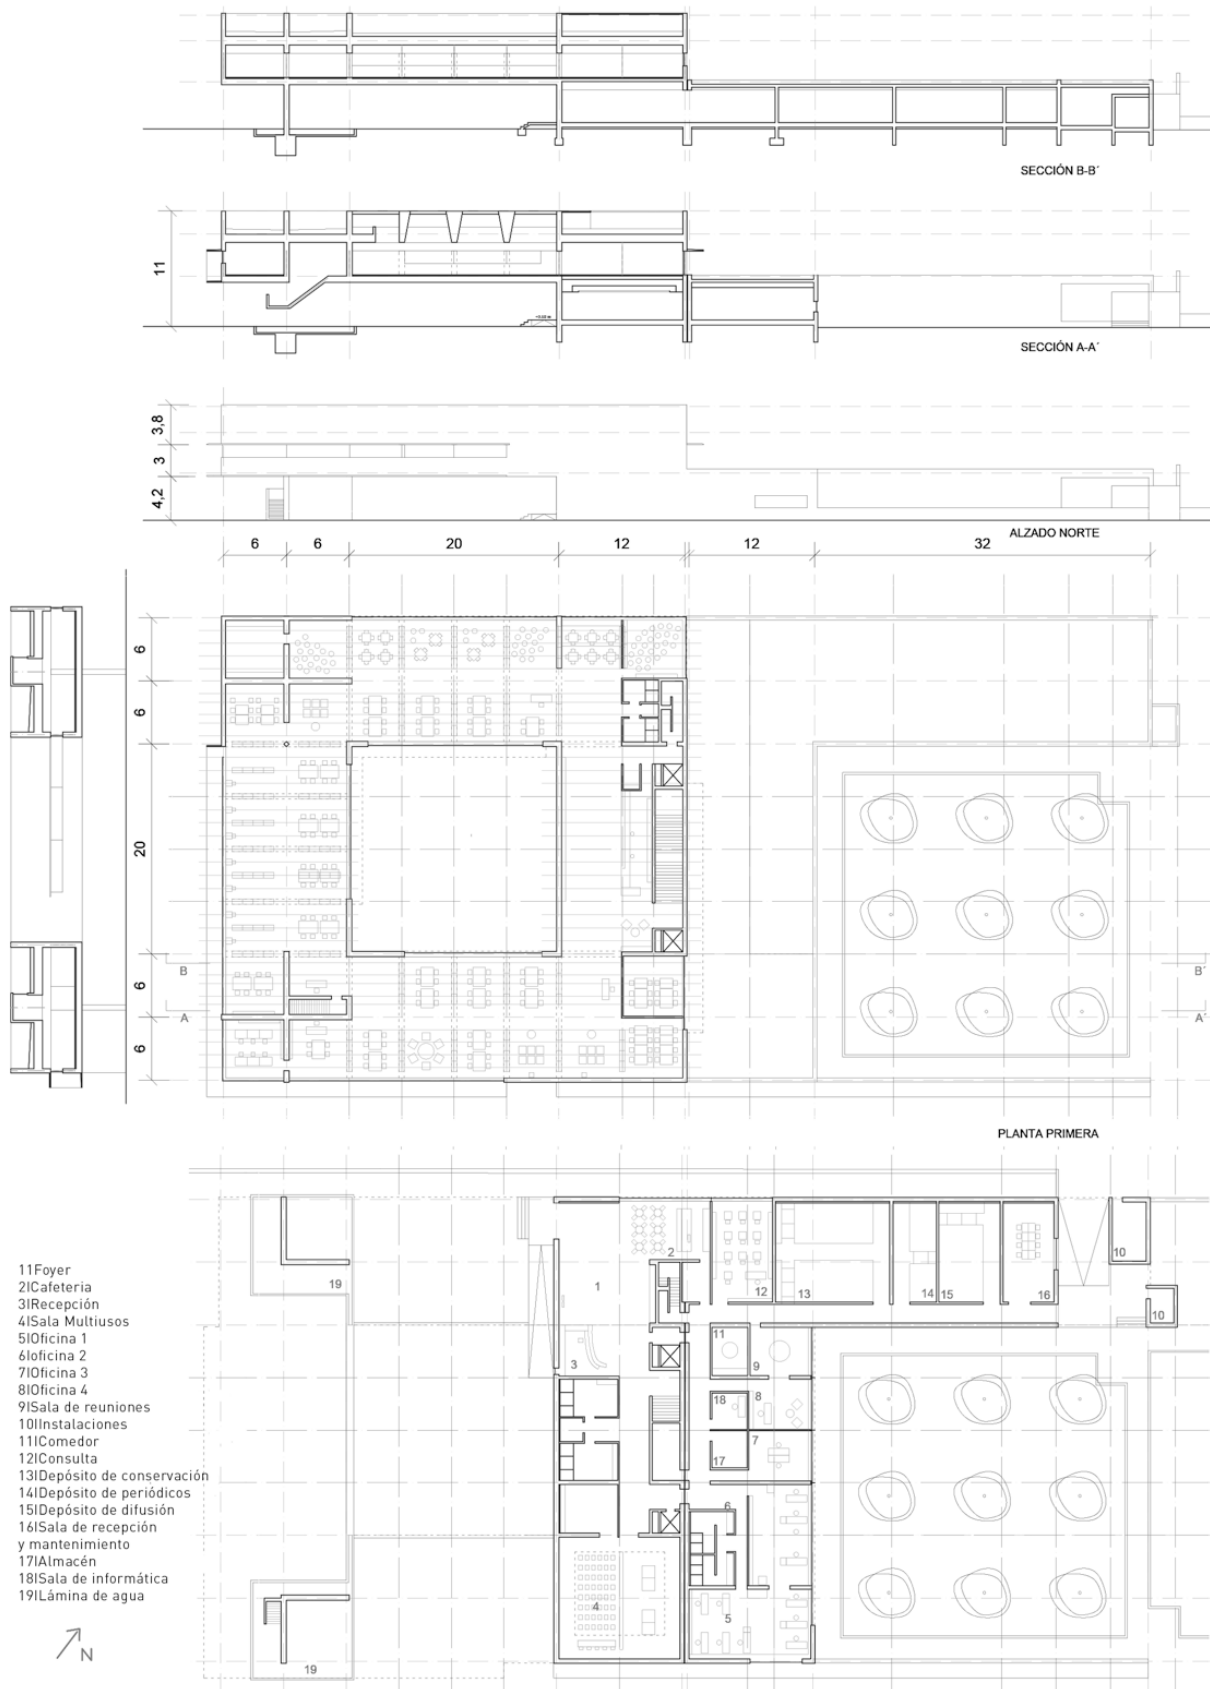 SECCIÓN B-B´
11
SECCIÓN A-A´
3,8
3
4,2
ALZADO NORTE
6 6 20 12 12 32
6
6
20
B B´
6
A A´
6
PLANTA PRIMERA
10
2
19
1
12 13 14 15 16
10
11
3 9
18 8
7
17
6
4 5
19
11Foyer
2|Cafeteria
3|Recepción
4|Sala Multiusos
5|Oficina 1
6|oficina 2
7|Oficina 3
8|Oficina 4
9|Sala de reuniones
10|Instalaciones
11|Comedor
12|Consulta
13|Depósito de conservación
14|Depósito de periódicos
15|Depósito de difusión
16|Sala de recepción
y mantenimiento
17|Almacén
18|Sala de informática
19|Lámina de agua
N